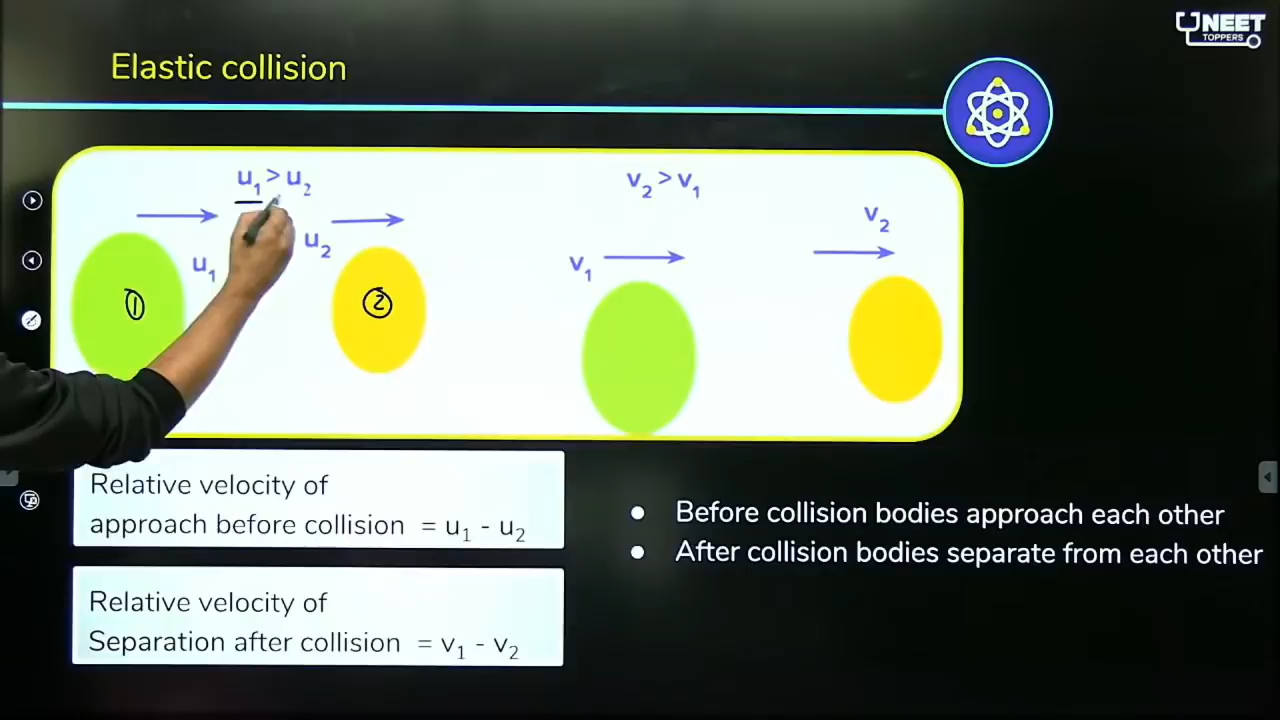 NEET
TOPPERS
Elastic collision
u₁ > u₂
u₁
u₂
①
②
v₂ > v₁
v₁
v₂
Relative velocity of
approach before collision = u₁ - u₂
Relative velocity of
Separation after collision = v₁ - v₂
• Before collision bodies approach each other
• After collision bodies separate from each other